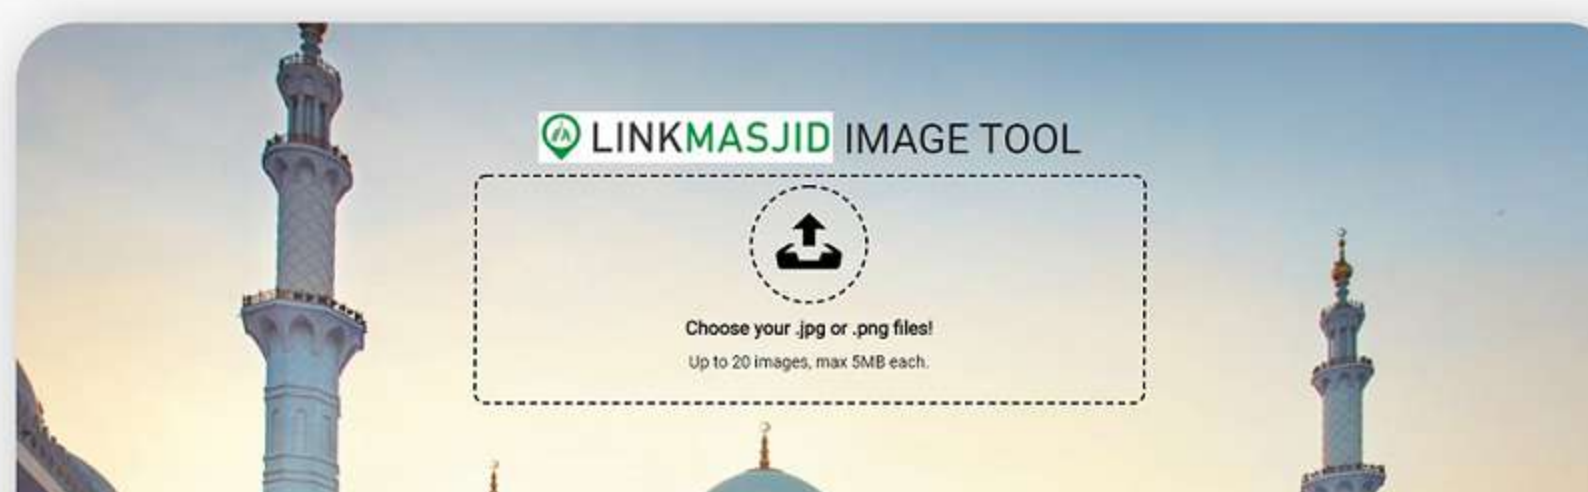 LINKMASJID IMAGE TOOL
Choose your .jpg or .png files!
Up to 20 images, max 5MB each.